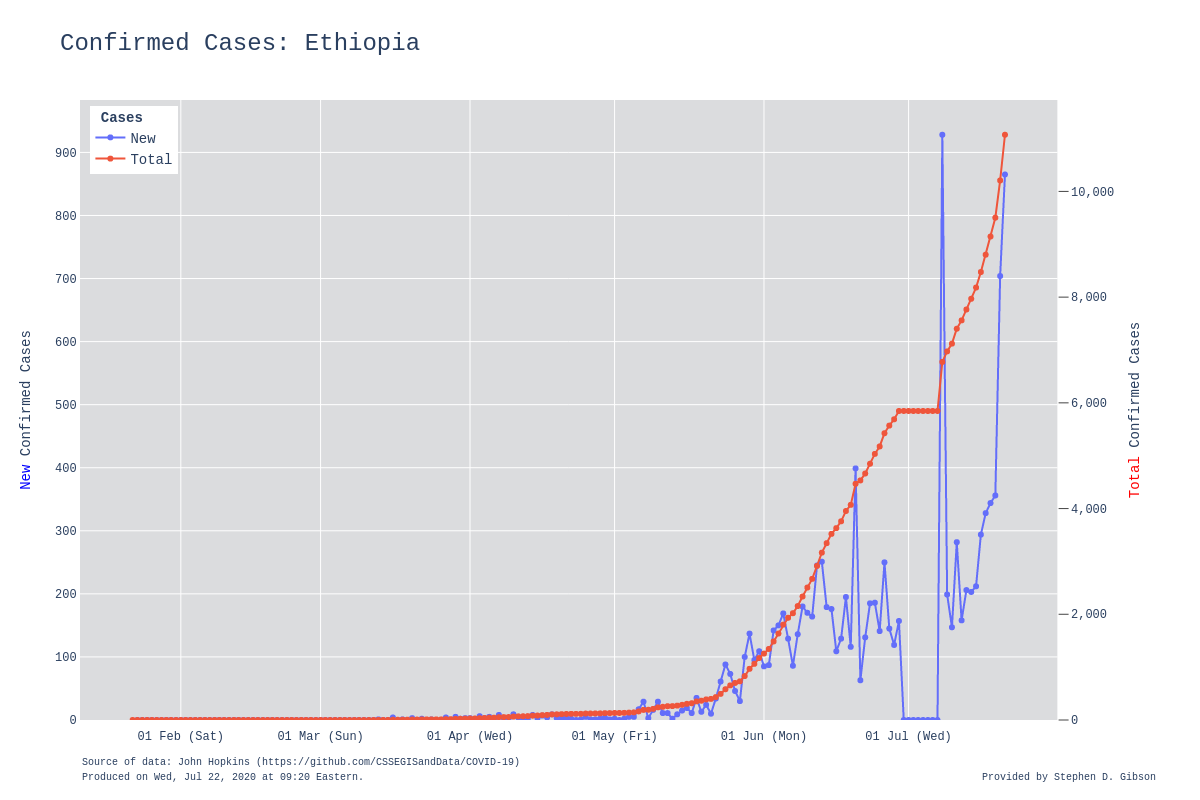 Confirmed Cases: Ethiopia
Cases
New
Total
900
800
700
600
500
400
300
200
100
0
New Confirmed Cases
10,000
8,000
6,000
4,000
2,000
0
Total Confirmed Cases
01 Feb (Sat) 01 Mar (Sun) 01 Apr (Wed) 01 May (Fri) 01 Jun (Mon) 01 Jul (Wed)
Source of data: John Hopkins (https://github.com/CSSEGISandData/COVID-19)
Produced on Wed, Jul 22, 2020 at 09:20 Eastern.
Provided by Stephen D. Gibson